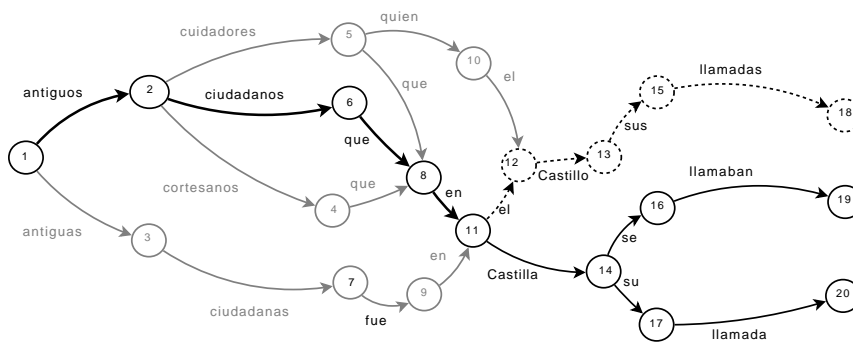 quien
cuidadores
5
10
que
el
llamadas
15
antiguos
2
ciudadanos
6
18
que
sus
12
13
1
8
Castillo
llamaban
cortesanos
que
en
el
4
16
19
antiguas
3
11
se
en
Castilla
14
su
7
9
20
ciudadanas
fue
17
llamada